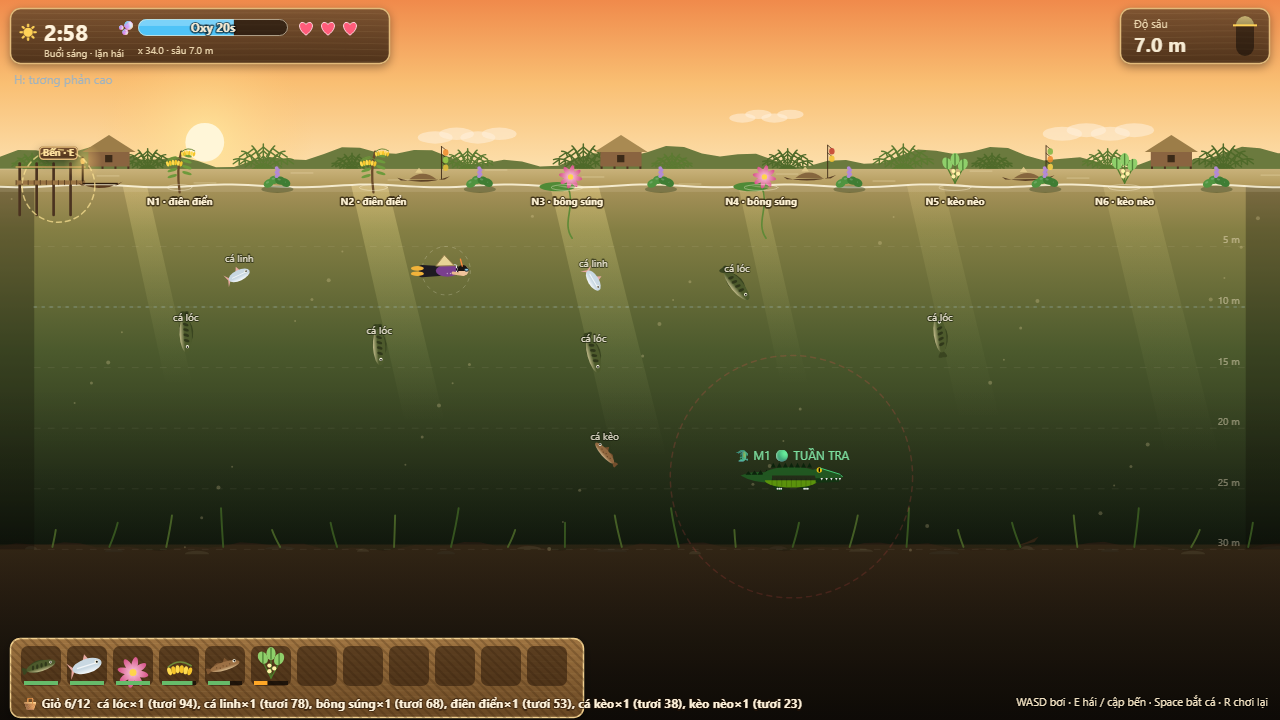 2:58
Oxy 20s
Buổi sáng · lặn hái
x 34.0 · sâu 7.0 m
Độ sâu
7.0 m
H: tương phản cao
Bến · E
N1 · điên điển
N2 · điên điển
N3 · bông súng
N4 · bông súng
N5 · kèo nèo
N6 · kèo nèo
5 m
cá linh
cá linh
cá lóc
10 m
cá lóc
cá lóc
cá lóc
cá lóc
15 m
20 m
cá kèo
M1 TUẦN TRA
25 m
30 m
Giỏ 6/12 cá lóc×1 (tươi 94), cá linh×1 (tươi 78), bông súng×1 (tươi 68), điên điển×1 (tươi 53), cá kèo×1 (tươi 38), kèo nèo×1 (tươi 23)
WASD bơi · E hái / cập bến · Space bắt cá · R chơi lại